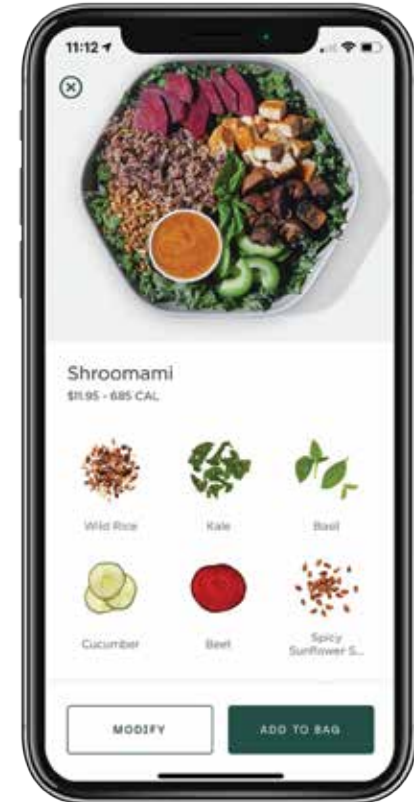 11:12
Shroomami
$11.95 - 685 CAL
Wild Rice
Kale
Basil
Cucumber
Beet
Spicy
Sunflower S...
MODIFY
ADD TO BAG